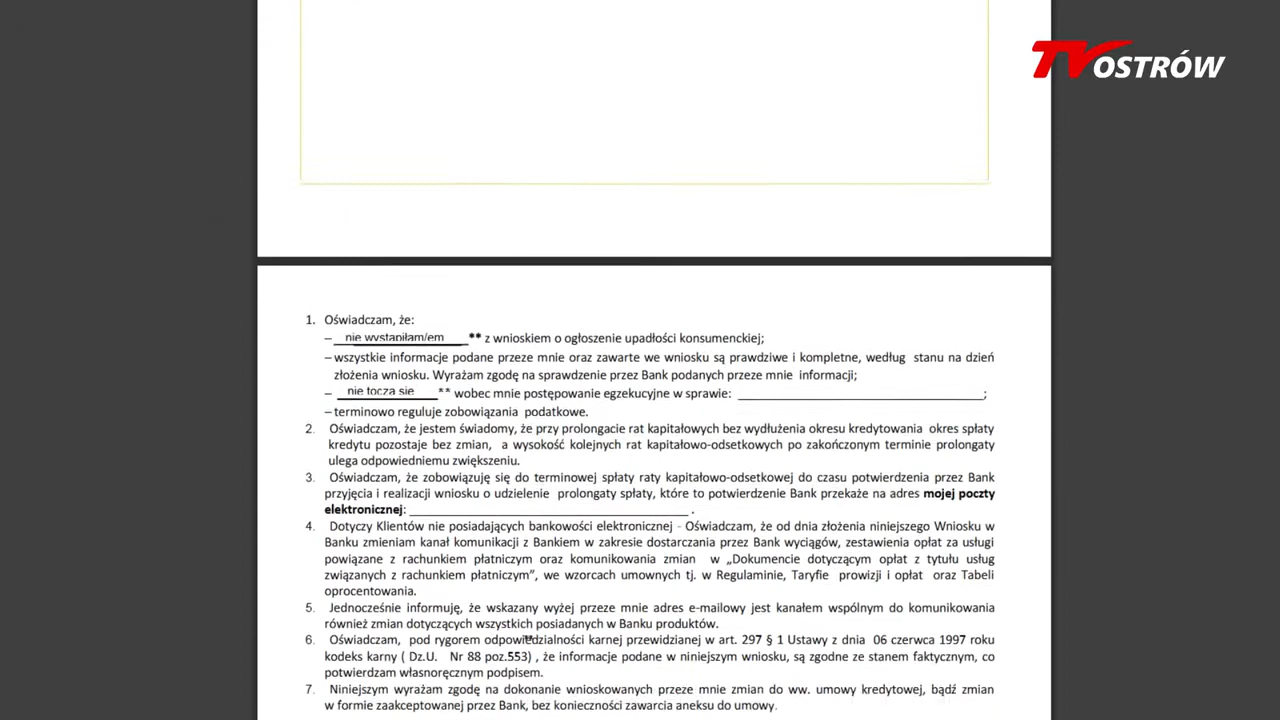 TV OSTRÓW
1. Oświadczam, że:
– nie wystąpiłam/em ** z wnioskiem o ogłoszenie upadłości konsumenckiej;
– wszystkie informacje podane przeze mnie oraz zawarte we wniosku są prawdziwe i kompletne, według stanu na dzień
złożenia wniosku. Wyrażam zgodę na sprawdzenie przez Bank podanych przeze mnie informacji;
– nie toczą się ** wobec mnie postępowanie egzekucyjne w sprawie: ______________________________;
– terminowo reguluje zobowiązania podatkowe.
2. Oświadczam, że jestem świadomy, że przy prolongacie rat kapitałowych bez wydłużenia okresu kredytowania okres spłaty
kredytu pozostaje bez zmian, a wysokość kolejnych rat kapitałowo-odsetkowych po zakończonym terminie prolongaty
ulega odpowiedniemu zwiększeniu.
3. Oświadczam, że zobowiązuję się do terminowej spłaty raty kapitałowo-odsetkowej do czasu potwierdzenia przez Bank
przyjęcia i realizacji wniosku o udzielenie prolongaty spłaty, które to potwierdzenie Bank przekaże na adres mojej poczty
elektronicznej: ______________________________ .
4. Dotyczy Klientów nie posiadających bankowości elektronicznej - Oświadczam, że od dnia złożenia niniejszego Wniosku w
Banku zmieniam kanał komunikacji z Bankiem w zakresie dostarczania przez Bank wyciągów, zestawienia opłat za usługi
powiązane z rachunkiem płatniczym oraz komunikowania zmian w „Dokumencie dotyczącym opłat z tytułu usług
związanych z rachunkiem płatniczym”, we wzorcach umownych tj. w Regulaminie, Taryfie prowizji i opłat oraz Tabeli
oprocentowania.
5. Jednocześnie informuję, że wskazany wyżej przeze mnie adres e-mailowy jest kanałem wspólnym do komunikowania
również zmian dotyczących wszystkich posiadanych w Banku produktów.
6. Oświadczam, pod rygorem odpowiedzialności karnej przewidzianej w art. 297 § 1 Ustawy z dnia 06 czerwca 1997 roku
kodeks karny ( Dz.U. Nr 88 poz.553) , że informacje podane w niniejszym wniosku, są zgodne ze stanem faktycznym, co
potwierdzam własnoręcznym podpisem.
7. Niniejszym wyrażam zgodę na dokonanie wnioskowanych przeze mnie zmian do ww. umowy kredytowej, bądź zmian
w formie zaakceptowanej przez Bank, bez konieczności zawarcia aneksu do umowy.